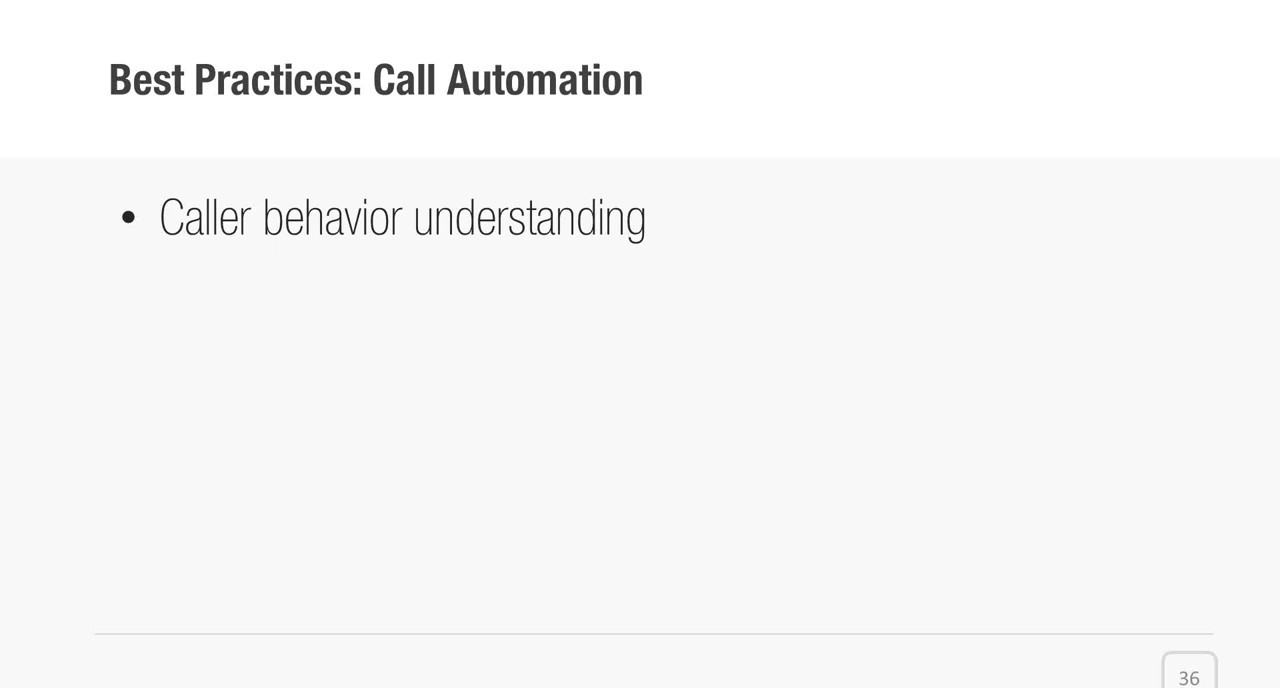 Best Practices: Call Automation
• Caller behavior understanding
36